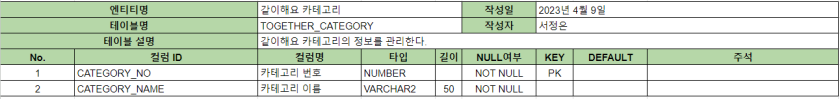 엔티티명 같이해요 카테고리 작성일 2023년 4월 9일
테이블명 TOGETHER_CATEGORY 작성자 서정은
테이블 설명 같이해요 카테고리의 정보를 관리한다.
No. 컬럼 ID 컬럼명 타입 길이 NULL여부 KEY DEFAULT 주석
1 CATEGORY_NO 카테고리 번호 NUMBER NOT NULL PK
2 CATEGORY_NAME 카테고리 이름 VARCHAR2 50 NOT NULL